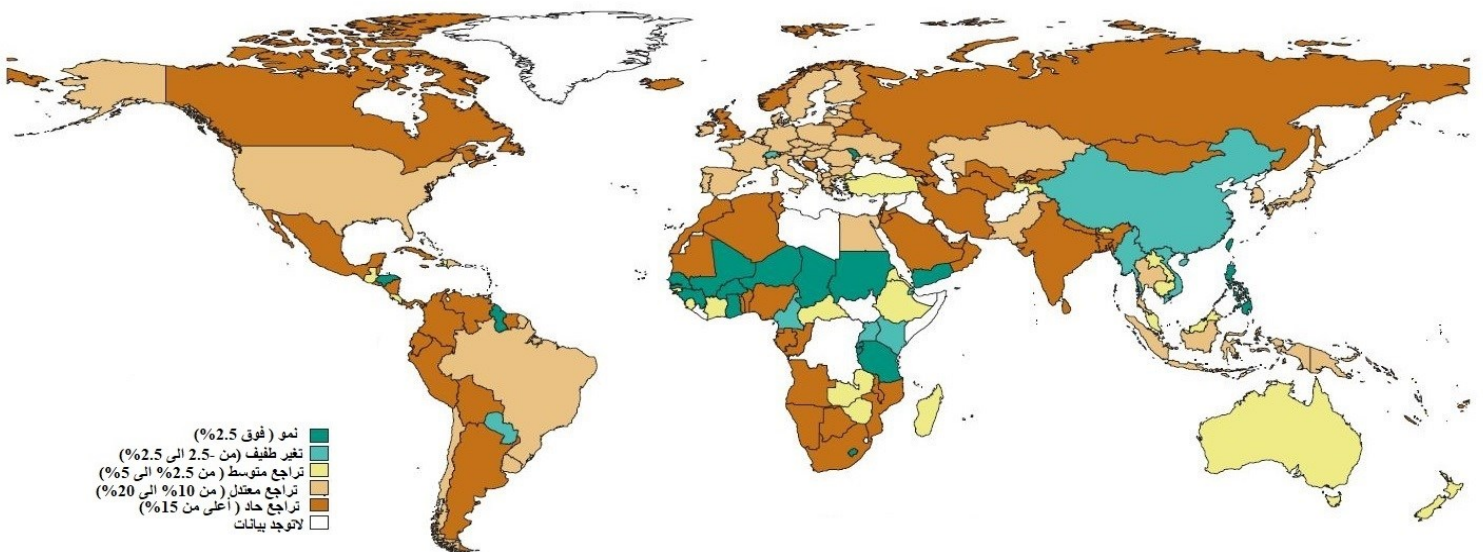 نمو ( فوق 2.5%)
تغير طفيف (من -2.5 الى 2.5%)
تراجع متوسط ( من 2.5% الى 5%)
تراجع معتدل ( من 10% الى 20%)
تراجع حاد ( أعلى من 15%)
لاتوجد بيانات